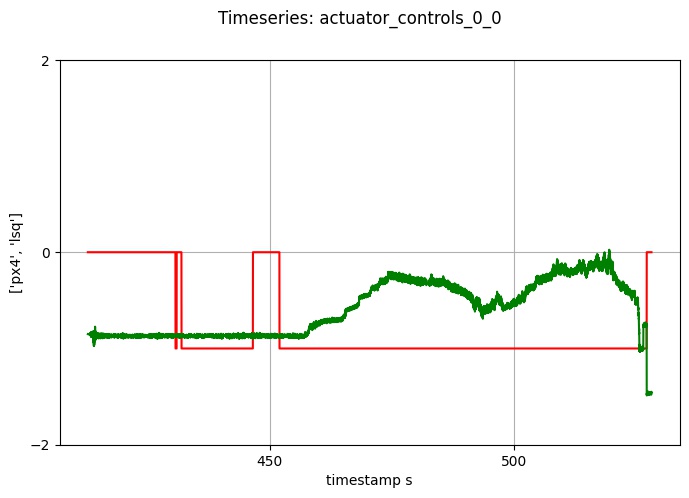 Timeseries: actuator_controls_0_0
['px4', 'lsq']
2
0
−2
450
500
timestamp s